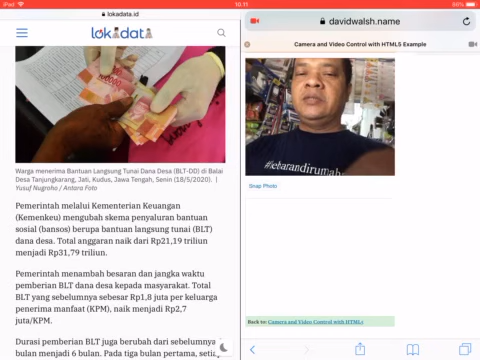 iPad
10.11
66%
lokadata.id
lokadata
Warga menerima Bantuan Langsung Tunai Dana Desa (BLT-DD) di Balai
Desa Tanjungkarang, Jati, Kudus, Jawa Tengah, Senin (18/5/2020). |
Yusuf Nugroho / Antara Foto
Pemerintah melalui Kementerian Keuangan
(Kemenkeu) mengubah skema penyaluran bantuan
sosial (bansos) berupa bantuan langsung tunai (BLT)
dana desa. Total anggaran naik dari Rp21,19 triliun
menjadi Rp31,79 triliun.
Pemerintah menambah besaran dan jangka waktu
pemberian BLT dana desa kepada masyarakat. Total
BLT yang sebelumnya sebesar Rp1,8 juta per keluarga
penerima manfaat (KPM), naik menjadi Rp2,7
juta/KPM.
Durasi pemberian BLT juga berubah dari sebelumnya
bulan menjadi 6 bulan. Pada tiga bulan pertama,
davidwalsh.name
Camera and Video Control with HTML5 Example
#lebarandirumah
Snap Photo
Back to: Camera and Video Control with HTML5